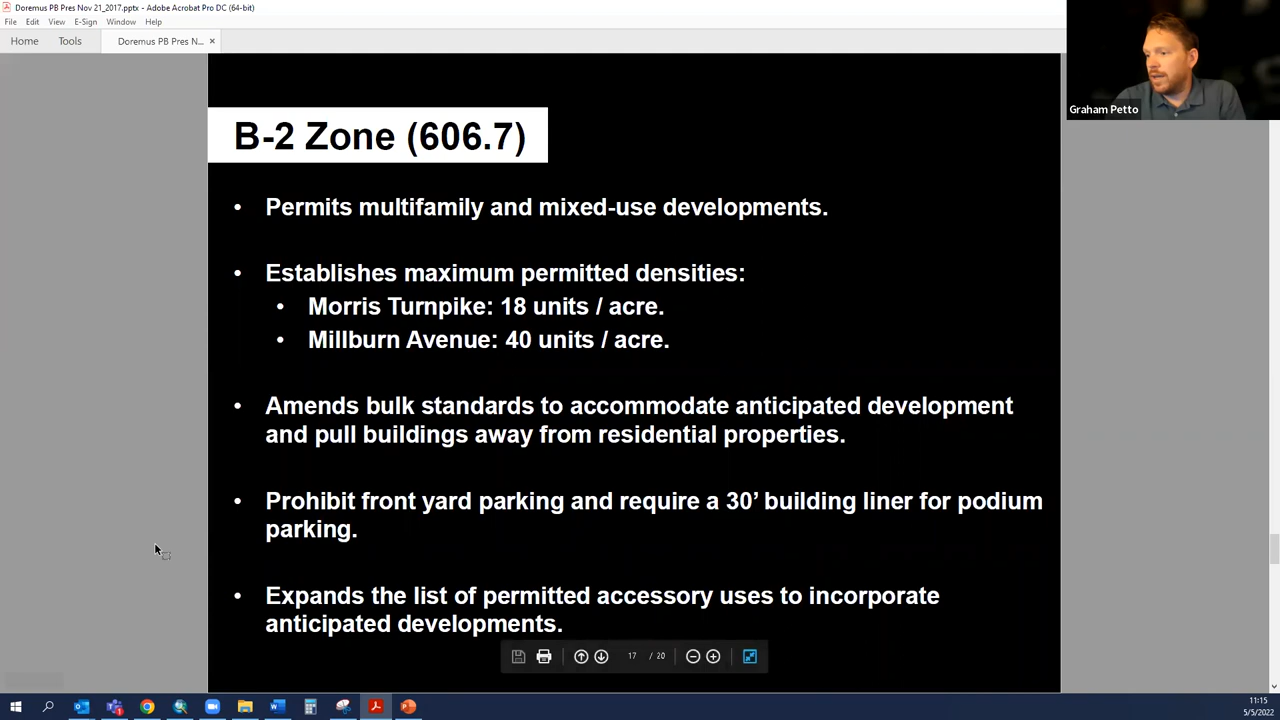 Doremus PB Pres Nov 21_2017.pptx - Adobe Acrobat Pro DC (64-bit)
File Edit View E-Sign Window Help
Home Tools Doremus PB Pres N... ×
Graham Petto
B-2 Zone (606.7)
• Permits multifamily and mixed-use developments.
• Establishes maximum permitted densities:
• Morris Turnpike: 18 units / acre.
• Millburn Avenue: 40 units / acre.
• Amends bulk standards to accommodate anticipated development
and pull buildings away from residential properties.
• Prohibit front yard parking and require a 30’ building liner for podium
parking.
• Expands the list of permitted accessory uses to incorporate
anticipated developments.
17 / 20
11:15
5/5/2022